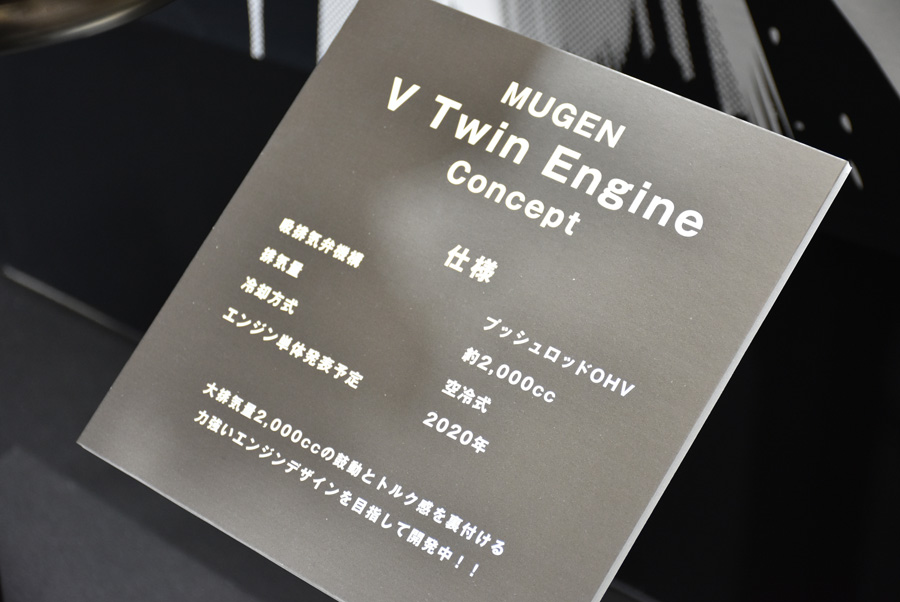 MUGEN
V Twin Engine
Concept
仕様
吸排気弁機構 プッシュロッドOHV
排気量 約2,000cc
冷却方式 空冷式
エンジン単体発表予定 2020年
大排気量2,000ccの鼓動とトルク感を裏付ける
力強いエンジンデザインを目指して開発中！！